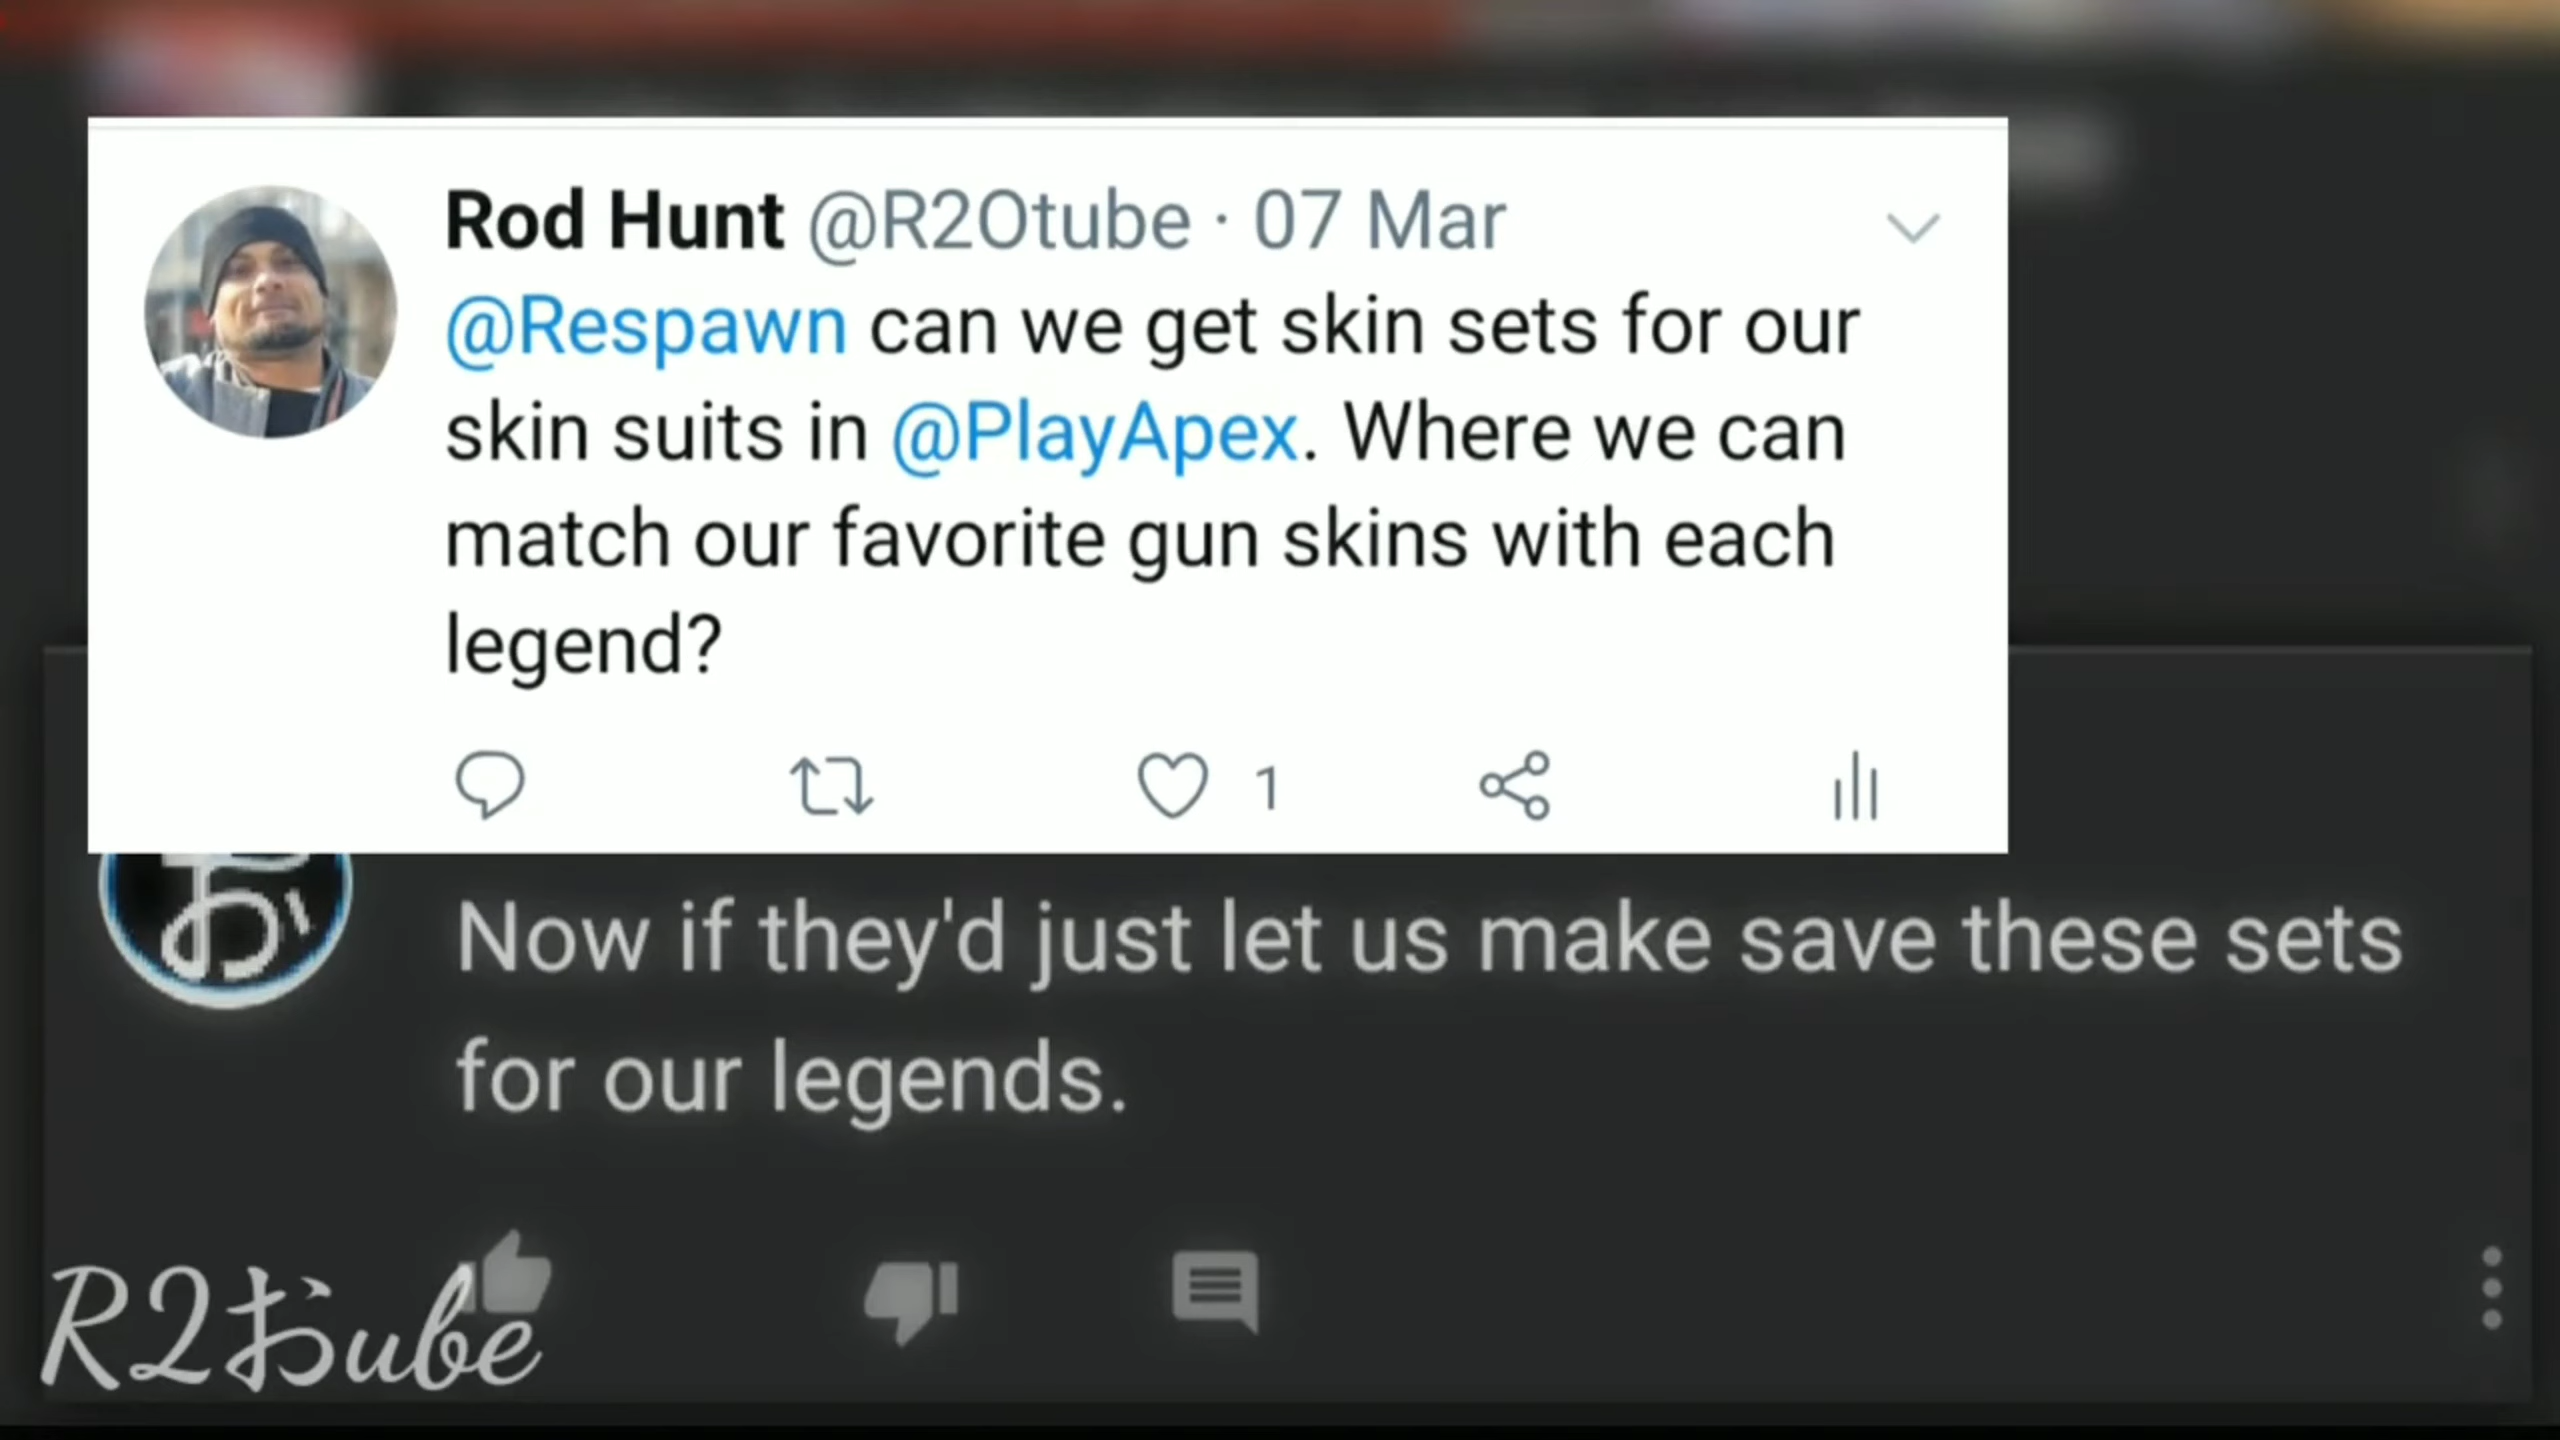 Rod Hunt @R2Otube · 07 Mar
@Respawn can we get skin sets for our
skin suits in @PlayApex. Where we can
match our favorite gun skins with each
legend?
1
お
Now if they'd just let us make save these sets
for our legends.
R2おube